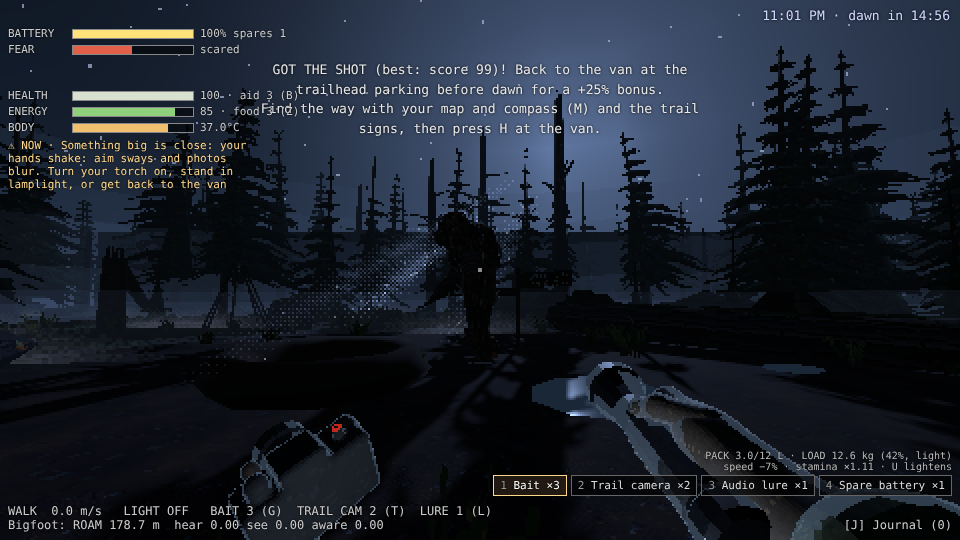 11:01 PM · dawn in 14:56
BATTERY 100% spares 1
FEAR scared
HEALTH 100 · aid 3 (B)
ENERGY 85 · food 3 (Z)
BODY 37.0°C
⚠ NOW · Something big is close: your
hands shake: aim sways and photos
blur. Turn your torch on, stand in
lamplight, or get back to the van
GOT THE SHOT (best: score 99)! Back to the van at the
trailhead parking before dawn for a +25% bonus.
Find the way with your map and compass (M) and the trail
signs, then press H at the van.
PACK 3.0/12 L · LOAD 12.6 kg (42%, light)
speed −7% · stamina ×1.11 · U lightens
1 Bait ×3 2 Trail camera ×2 3 Audio lure ×1 4 Spare battery ×1
WALK 0.0 m/s LIGHT OFF BAIT 3 (G) TRAIL CAM 2 (T) LURE 1 (L)
Bigfoot: ROAM 178.7 m hear 0.00 see 0.00 aware 0.00
[J] Journal (0)